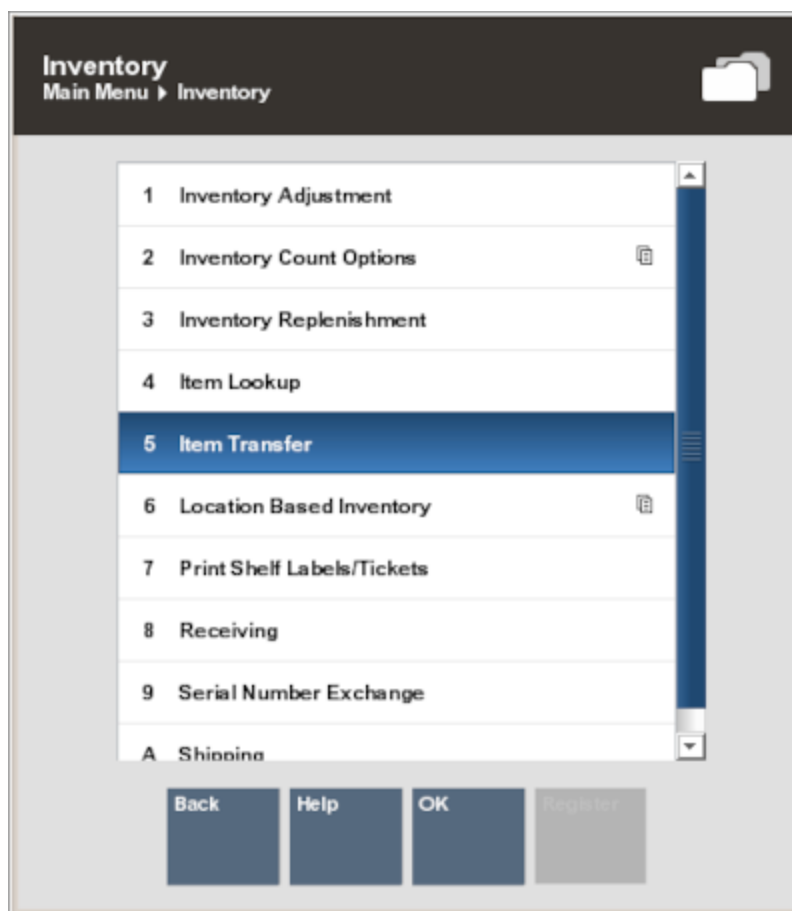 Inventory
Main Menu ▸ Inventory
1 Inventory Adjustment
2 Inventory Count Options
3 Inventory Replenishment
4 Item Lookup
5 Item Transfer
6 Location Based Inventory
7 Print Shelf Labels/Tickets
8 Receiving
9 Serial Number Exchange
A Shipping
Back Help OK Register